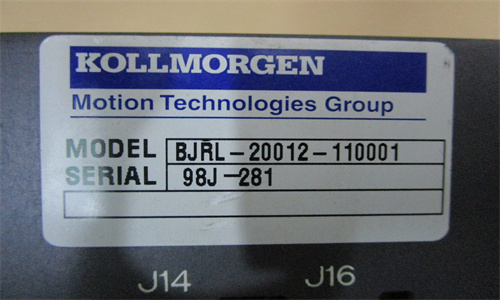 KOLLMORGEN
Motion Technologies Group
MODEL BJRL-20012-110001
SERIAL 98J-281
J14 J16